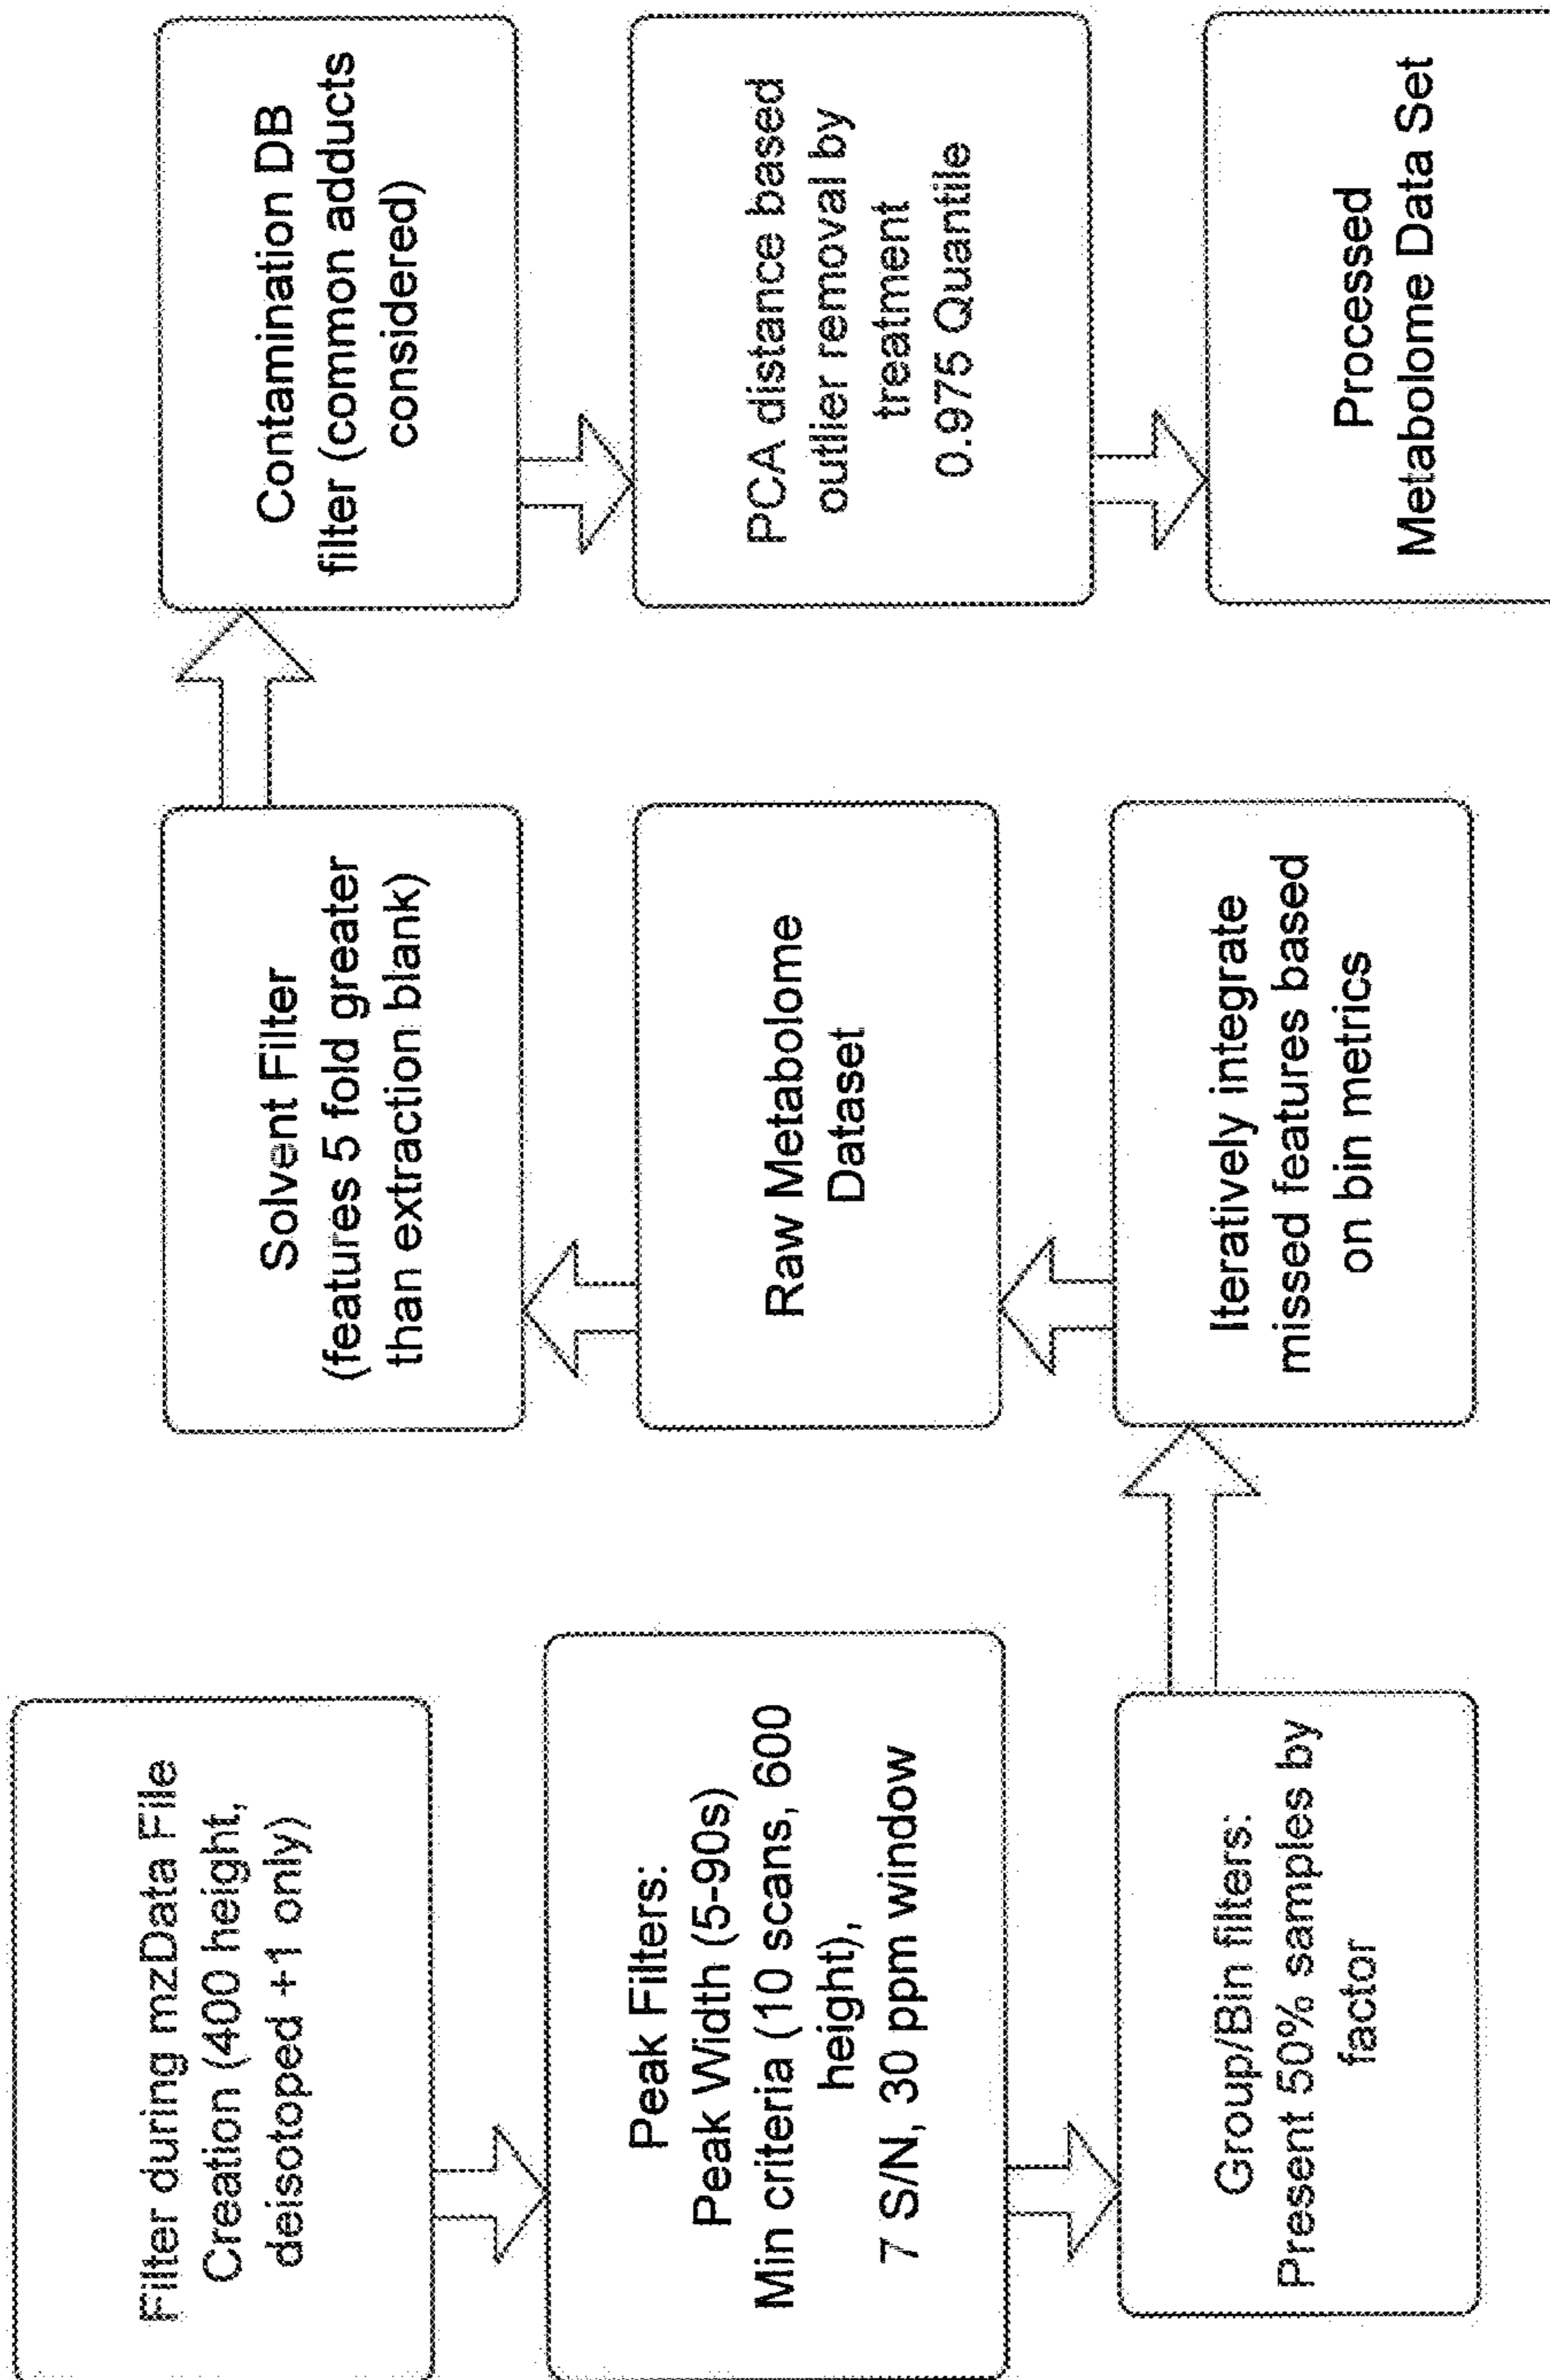 Filter during mzData File
Creation (400 height,
deisotoped +1 only)
Peak Filters:
Peak Width (5-90s)
Min criteria (10 scans, 600
height),
7 S/N, 30 ppm window
Group/Bin filters:
Present 50% samples by
factor
Iteratively integrate
missed features based
on bin metrics
Raw Metabolome
Dataset
Solvent Filter
(features 5 fold greater
than extraction blank)
Contamination DB
filter (common adducts
considered)
PCA distance based
outlier removal by
treatment
0.975 Quantile
Processed
Metabolome Data Set